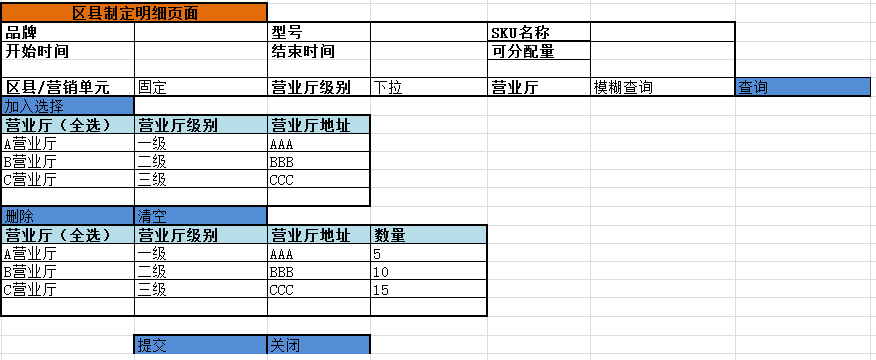 区县制定明细页面
品牌 型号 SKU名称
开始时间 结束时间 可分配量
区县/营销单元 固定 营业厅级别 下拉 营业厅 模糊查询 查询
加入选择
营业厅（全选） 营业厅级别 营业厅地址
A营业厅 一级 AAA
B营业厅 二级 BBB
C营业厅 三级 CCC
删除 清空
营业厅（全选） 营业厅级别 营业厅地址 数量
A营业厅 一级 AAA 5
B营业厅 二级 BBB 10
C营业厅 三级 CCC 15
提交 关闭